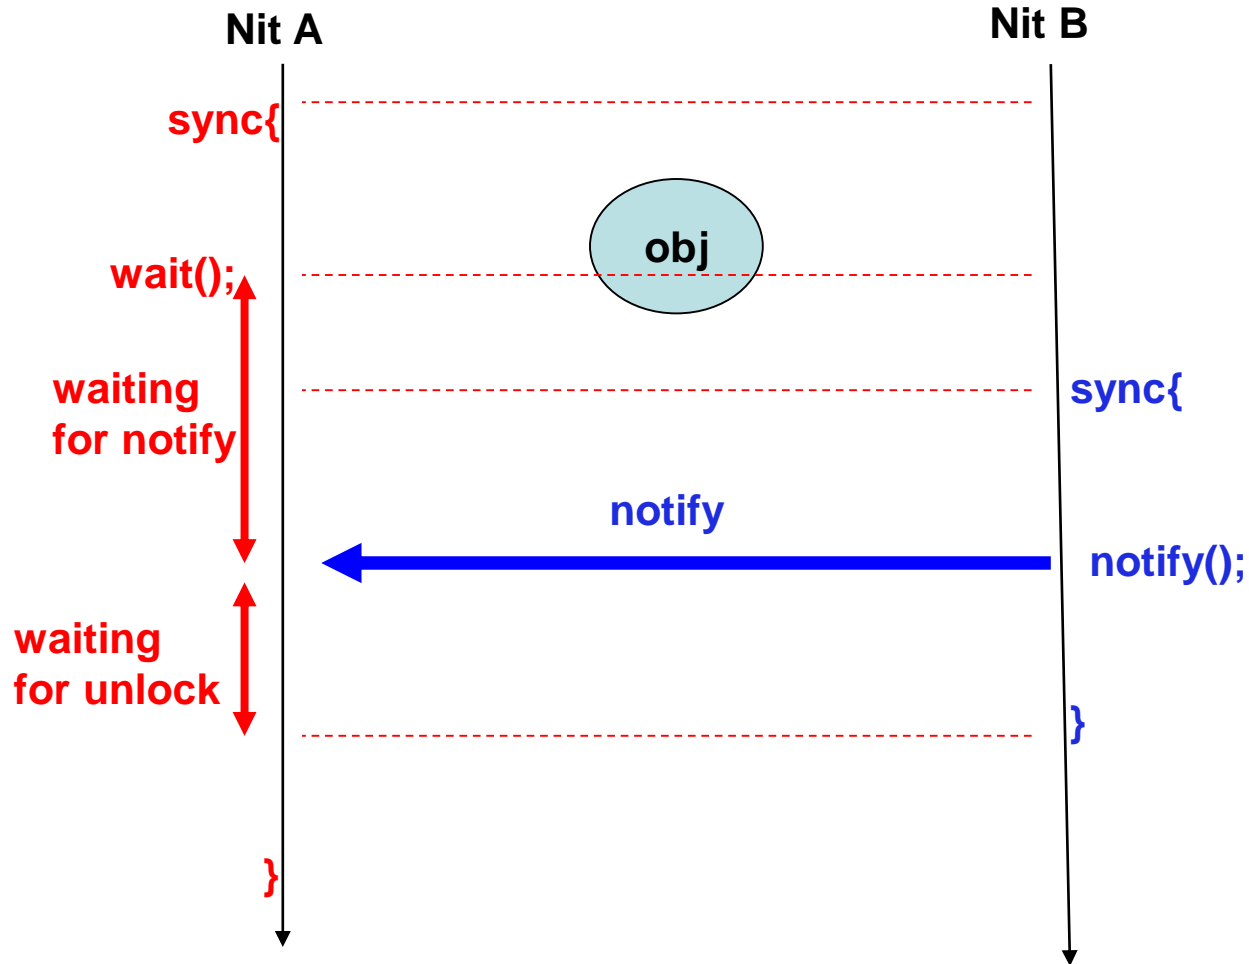 Nit A
Nit B
sync{
obj
wait();
waiting
for notify
sync{
notify
notify();
waiting
for unlock
}
}